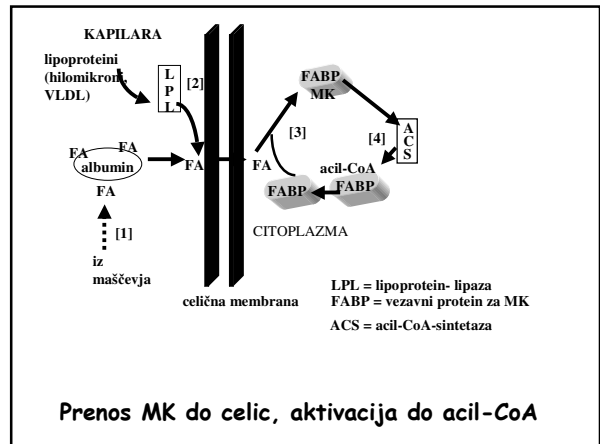 KAPILARA
lipoproteini
(hilomikroni,
VLDL)
L
P
L
[2]
FA
FA
albumin
FA
[1]
iz
maščevja
FA
FA
celična membrana
[3]
FABP
MK
[4]
A
C
S
acil-CoA
FABP
FABP
CITOPLAZMA
LPL = lipoprotein- lipaza
FABP = vezavni protein za MK
ACS = acil-CoA-sintetaza
Prenos MK do celic, aktivacija do acil-CoA